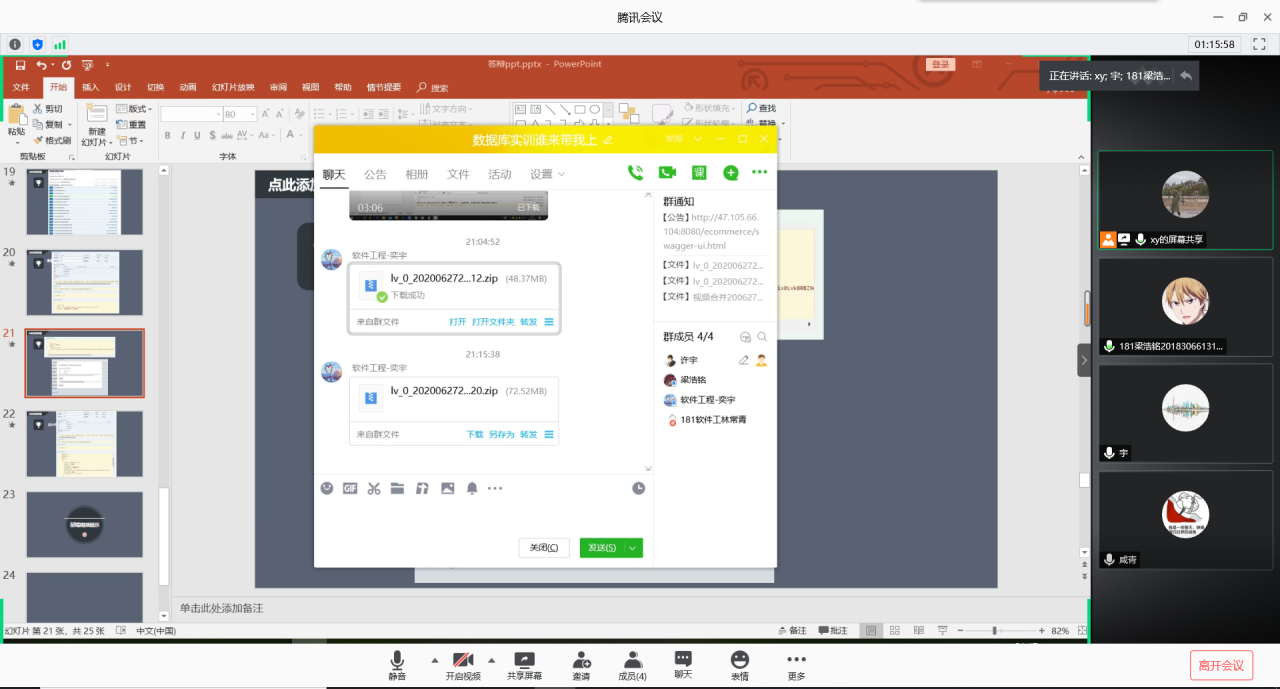 腾讯会议
01:15:58
答辩ppt.pptx - PowerPoint
登录
正在讲话: xy; 宇; 181梁浩...
文件 开始 插入 设计 切换 动画 幻灯片放映 审阅 视图 帮助 情节提要 搜索
粘贴
剪切
复制
格式刷
剪贴板
新建
幻灯片
版式
重置
节
幻灯片
80
B I U S abc AV Aa A
字体
文字方向
形状填充
查找
替换
19
20
21
22
23
24
点此添加
数据库实训谁来带我上
聊天 公告 相册 文件 活动 设置
课
03:06
已下载
21:04:52
软件工程-奕宇
lv_0_202006272...12.zip (48.37MB)
下载成功
来自群文件
打开 打开文件夹 转发
21:15:38
软件工程-奕宇
lv_0_202006272...20.zip (72.52MB)
来自群文件
下载 另存为 转发
GIF
关闭(C)
发送(S)
群通知
【公告】http://47.105.66.
104:8080/ecommerce/s
wagger-ui.html
【文件】lv_0_202006272...
【文件】lv_0_202006272...
【文件】视频合并200627...
群成员 4/4
许宇
梁浩铭
软件工程-奕宇
181软件工林常青
xy的屏幕共享
181梁浩铭20183066131...
宇
咸菁
单击此处添加备注
幻灯片 第 21 张，共 25 张
中文(中国)
备注
批注
82%
静音
开启视频
共享屏幕
邀请
成员(4)
聊天
表情
更多
离开会议